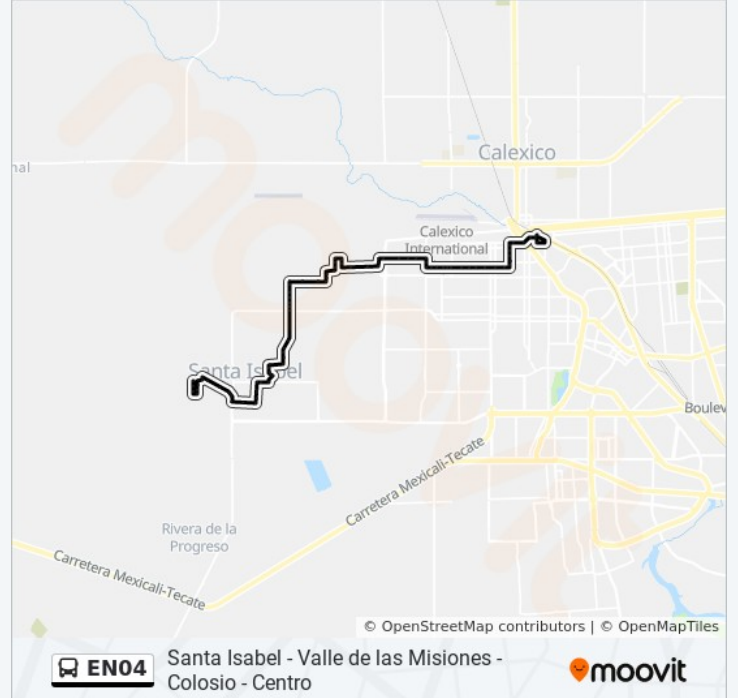 Calexico
nal
Calexico
International
Santa Isabel
Boulev
Carretera Mexicali-Tecate
Rivera de la
Progreso
Carretera Mexicali-Tecate
© OpenStreetMap contributors | © OpenMapTiles
EN04
Santa Isabel - Valle de las Misiones -
Colosio - Centro
moovit
moovit